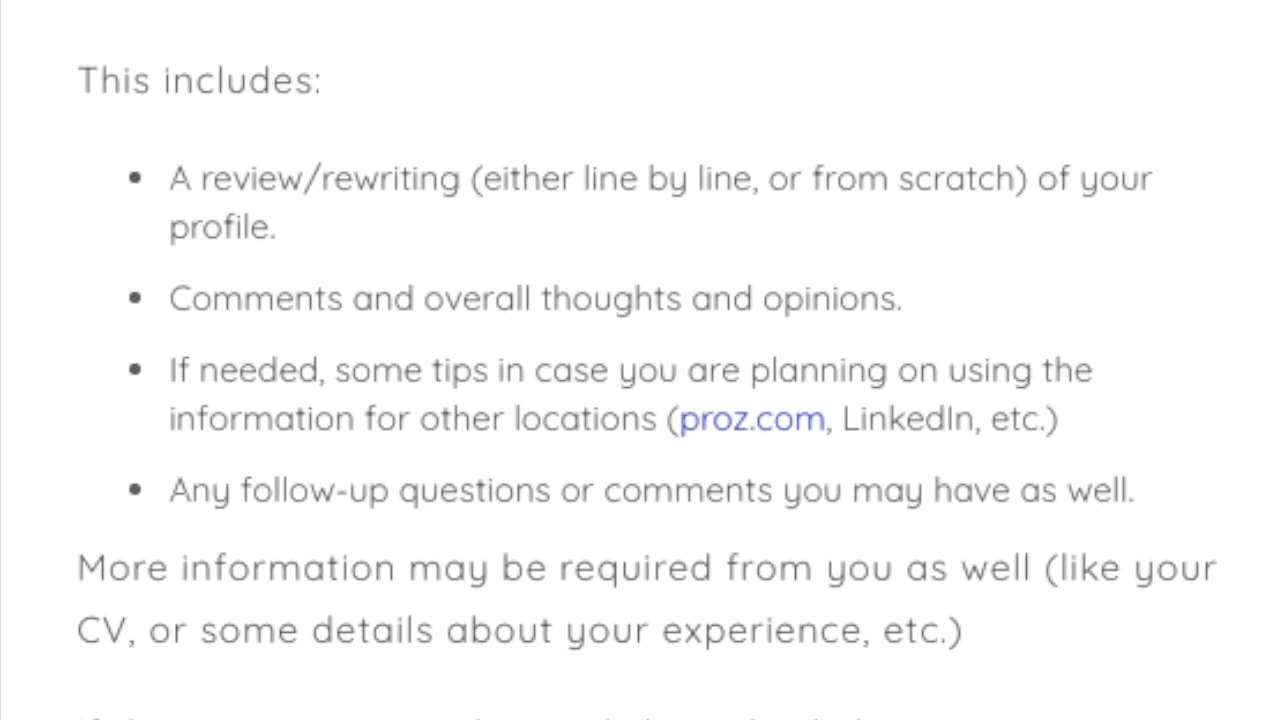 This includes:
A review/rewriting (either line by line, or from scratch) of your
profile.
Comments and overall thoughts and opinions.
If needed, some tips in case you are planning on using the
information for other locations (proz.com, LinkedIn, etc.)
Any follow-up questions or comments you may have as well.
More information may be required from you as well (like your
CV, or some details about your experience, etc.)